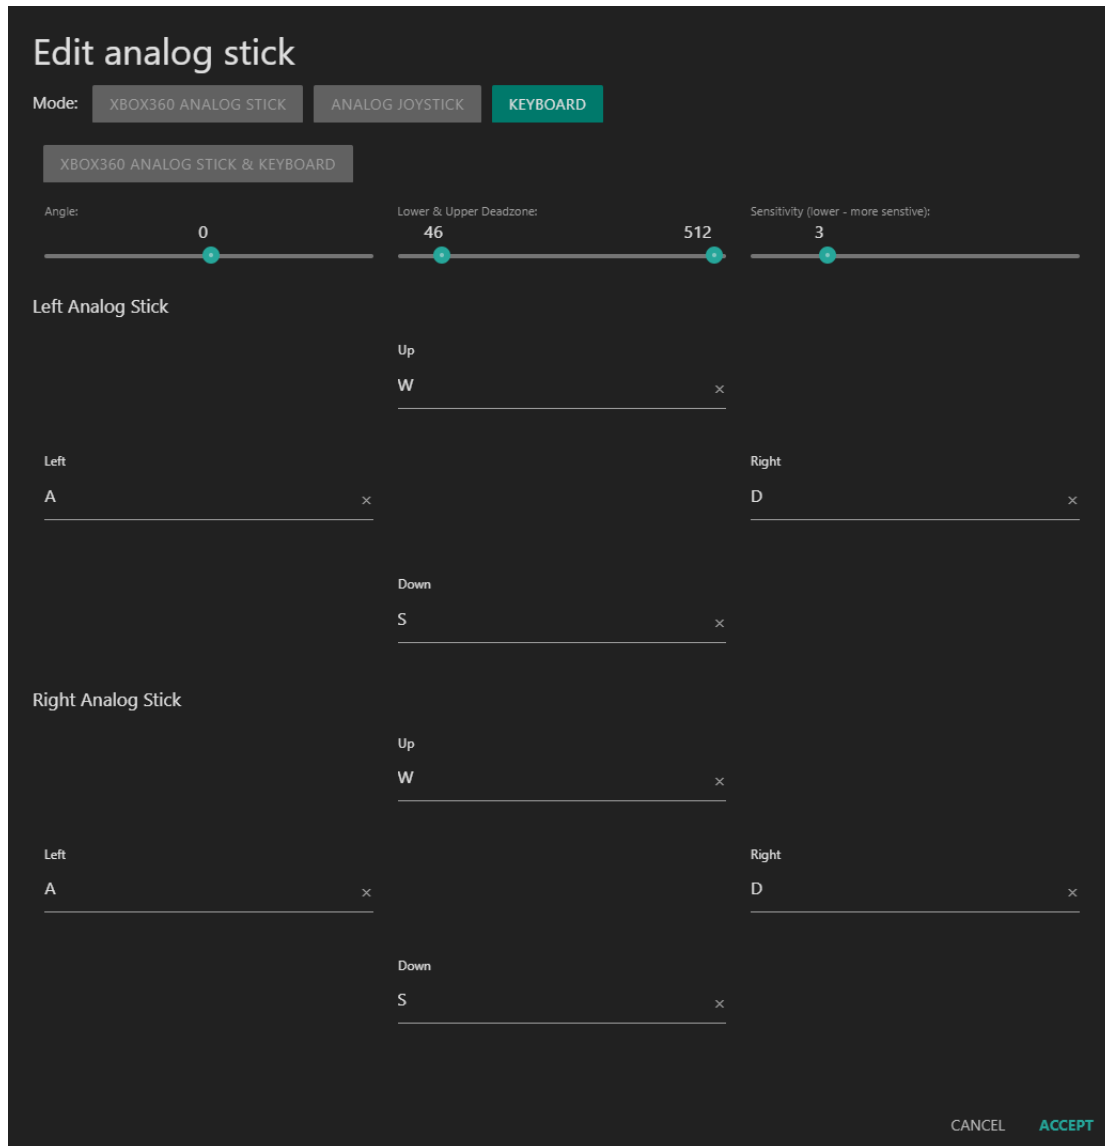 Edit analog stick
Mode: XBOX360 ANALOG STICK ANALOG JOYSTICK KEYBOARD
XBOX360 ANALOG STICK & KEYBOARD
Angle: Lower & Upper Deadzone: Sensitivity (lower - more senstive):
0 46 512 3
Left Analog Stick
Up
W ×
Left Right
A × D ×
Down
S ×
Right Analog Stick
Up
W ×
Left Right
A × D ×
Down
S ×
CANCEL ACCEPT